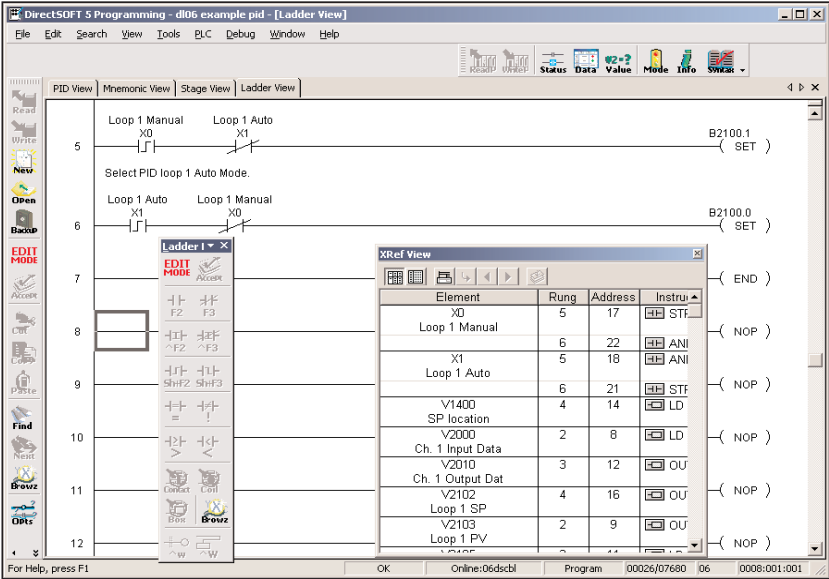 DirectSOFT 5 Programming - dl06 example pid - [Ladder View]
File Edit Search View Tools PLC Debug Window Help
ReadP WriteP Status Data Value Mode Info Syntax
PID View Mnemonic View Stage View Ladder View
Read
Write
New
Open
Backup
EDIT MODE
Accept
Cut
Copy
Paste
Find
Next
Browz
Opts
Loop 1 Manual Loop 1 Auto
X0 X1 B2100.1
5 SET
Select PID loop 1 Auto Mode.
Loop 1 Auto Loop 1 Manual
X1 X0 B2100.0
6 SET
7 END
8 NOP
9 NOP
10 NOP
11 NOP
12 NOP
Ladder
EDIT MODE Accept
F2 F3
^F2 ^F3
Sh+F2 Sh+F3
= !
> <
Contact Coil
Box Browz
^w ^W
XRef View
Element Rung Address Instru
X0 5 17 STR
Loop 1 Manual
6 22 AN
X1 5 18 AN
Loop 1 Auto
6 21 STR
V1400 4 14 LD
SP location
V2000 2 8 LD
Ch. 1 Input Data
V2010 3 12 OU
Ch. 1 Output Dat
V2102 4 16 OU
Loop 1 SP
V2103 2 9 OU
Loop 1 PV
For Help, press F1 OK Online:06dscbl Program 00026/07680 06 0008:001:001